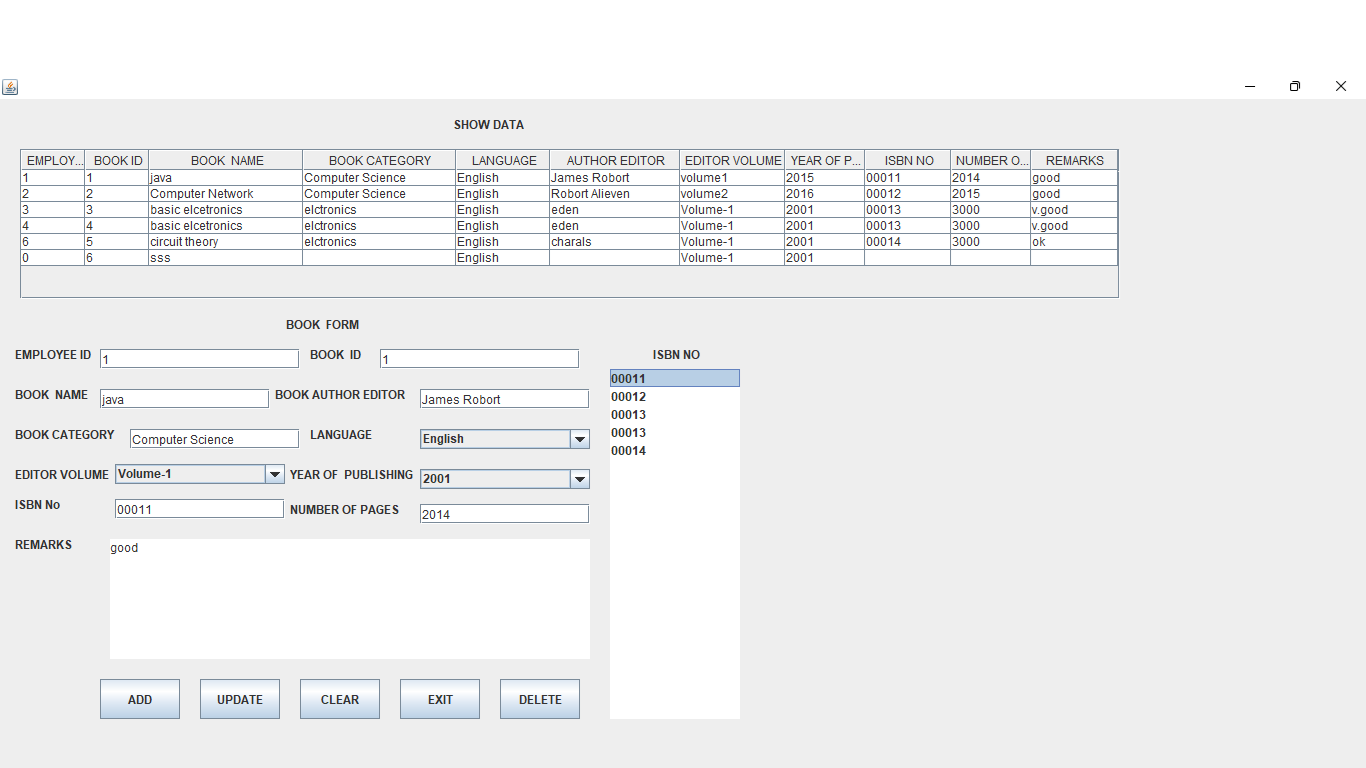 SHOW DATA
EMPLOY... BOOK ID BOOK NAME BOOK CATEGORY LANGUAGE AUTHOR EDITOR EDITOR VOLUME YEAR OF P... ISBN NO NUMBER O... REMARKS
1 1 java Computer Science English James Robort volume1 2015 00011 2014 good
2 2 Computer Network Computer Science English Robort Alieven volume2 2016 00012 2015 good
3 3 basic elcetronics elctronics English eden Volume-1 2001 00013 3000 v.good
4 4 basic elcetronics elctronics English eden Volume-1 2001 00013 3000 v.good
6 5 circuit theory elctronics English charals Volume-1 2001 00014 3000 ok
0 6 sss English Volume-1 2001
BOOK FORM
EMPLOYEE ID 1 BOOK ID 1
BOOK NAME java BOOK AUTHOR EDITOR James Robort
BOOK CATEGORY Computer Science LANGUAGE English
EDITOR VOLUME Volume-1 YEAR OF PUBLISHING 2001
ISBN No 00011 NUMBER OF PAGES 2014
REMARKS good
ADD UPDATE CLEAR EXIT DELETE
ISBN NO
00011
00012
00013
00013
00014